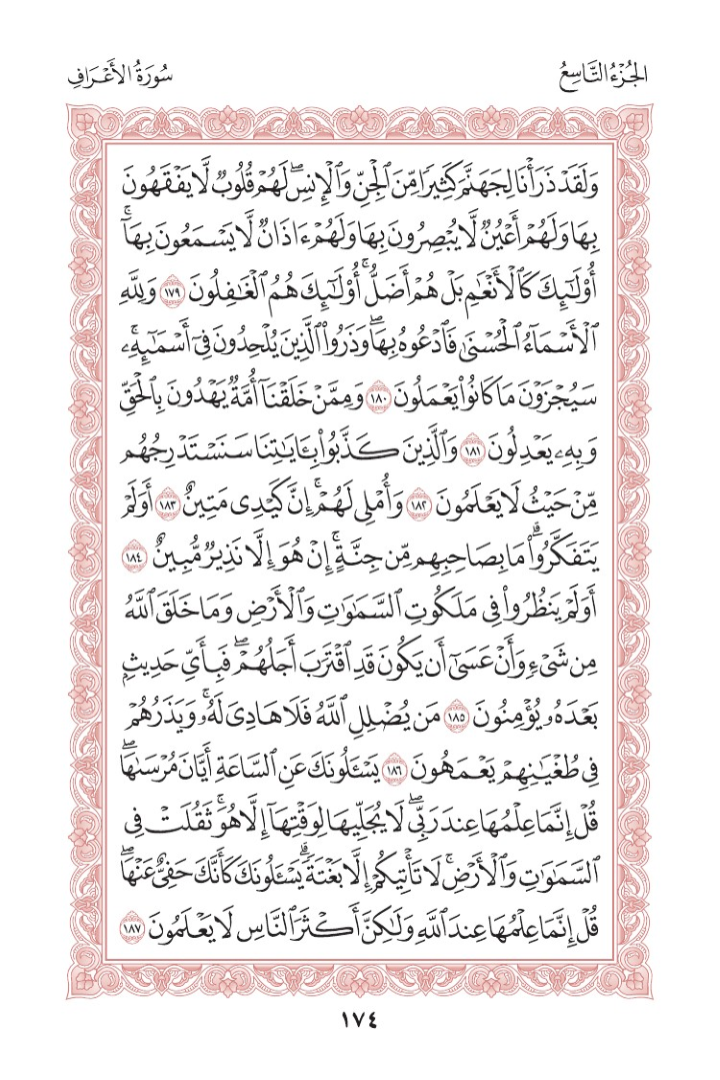 الجُزْءُ التَّاسِعُ
سُورَةُ الأَعْرَافِ
وَلَقَدْ ذَرَأْنَا لِجَهَنَّمَ كَثِيرٗا مِّنَ ٱلۡجِنِّ وَٱلۡإِنسِۖ لَهُمۡ قُلُوبٞ لَّا يَفۡقَهُونَ
بِهَا وَلَهُمۡ أَعۡيُنٞ لَّا يُبۡصِرُونَ بِهَا وَلَهُمۡ ءَاذَانٞ لَّا يَسۡمَعُونَ بِهَآۚ
أُوْلَٰٓئِكَ كَٱلۡأَنۡعَٰمِ بَلۡ هُمۡ أَضَلُّۚ أُوْلَٰٓئِكَ هُمُ ٱلۡغَٰفِلُونَ ١٧٩ وَلِلَّهِ
ٱلۡأَسۡمَآءُ ٱلۡحُسۡنَىٰ فَٱدۡعُوهُ بِهَاۖ وَذَرُواْ ٱلَّذِينَ يُلۡحِدُونَ فِيٓ أَسۡمَٰٓئِهِۦۚ
سَيُجۡزَوۡنَ مَا كَانُواْ يَعۡمَلُونَ ١٨٠ وَمِمَّنۡ خَلَقۡنَآ أُمَّةٞ يَهۡدُونَ بِٱلۡحَقِّ
وَبِهِۦ يَعۡدِلُونَ ١٨١ وَٱلَّذِينَ كَذَّبُواْ بِـَٔايَٰتِنَا سَنَسۡتَدۡرِجُهُم
مِّنۡ حَيۡثُ لَا يَعۡلَمُونَ ١٨٢ وَأُمۡلِي لَهُمۡۚ إِنَّ كَيۡدِي مَتِينٌ ١٨٣ أَوَلَمۡ
يَتَفَكَّرُواْۗ مَا بِصَاحِبِهِم مِّن جِنَّةٍۚ إِنۡ هُوَ إِلَّا نَذِيرٞ مُّبِينٌ ١٨٤
أَوَلَمۡ يَنظُرُواْ فِي مَلَكُوتِ ٱلسَّمَٰوَٰتِ وَٱلۡأَرۡضِ وَمَا خَلَقَ ٱللَّهُ
مِن شَيۡءٖ وَأَنۡ عَسَىٰٓ أَن يَكُونَ قَدِ ٱقۡتَرَبَ أَجَلُهُمۡۖ فَبِأَيِّ حَدِيثِۭ
بَعۡدَهُۥ يُؤۡمِنُونَ ١٨٥ مَن يُضۡلِلِ ٱللَّهُ فَلَا هَادِيَ لَهُۥۚ وَيَذَرُهُمۡ
فِي طُغۡيَٰنِهِمۡ يَعۡمَهُونَ ١٨٦ يَسۡـَٔلُونَكَ عَنِ ٱلسَّاعَةِ أَيَّانَ مُرۡسَىٰهَاۖ
قُلۡ إِنَّمَا عِلۡمُهَا عِندَ رَبِّيۖ لَا يُجَلِّيهَا لِوَقۡتِهَآ إِلَّا هُوَۚ ثَقُلَتۡ فِي
ٱلسَّمَٰوَٰتِ وَٱلۡأَرۡضِۚ لَا تَأۡتِيكُمۡ إِلَّا بَغۡتَةٗۗ يَسۡـَٔلُونَكَ كَأَنَّكَ حَفِيٌّ عَنۡهَاۖ
قُلۡ إِنَّمَا عِلۡمُهَا عِندَ ٱللَّهِ وَلَٰكِنَّ أَكۡثَرَ ٱلنَّاسِ لَا يَعۡلَمُونَ ١٨٧
١٧٤